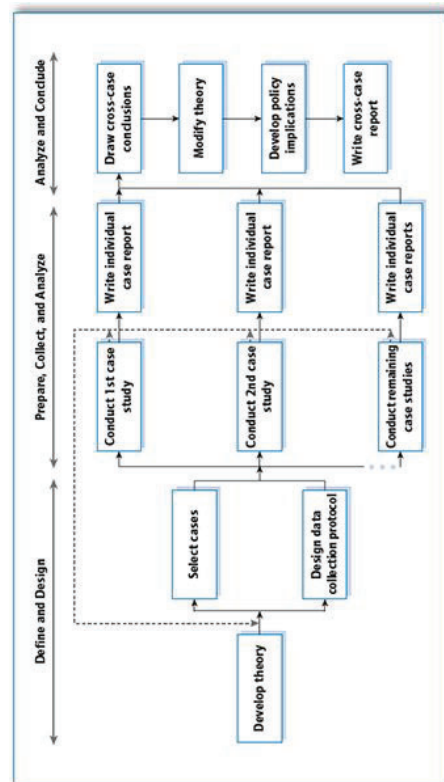 Define and Design
Prepare, Collect, and Analyze
Analyze and Conclude
Develop theory
Select cases
Design data
collection protocol
Conduct 1st case
study
Conduct 2nd case
study
Conduct remaining
case studies
Write individual
case report
Write individual
case report
Write individual
case reports
Draw cross-case
conclusions
Modify theory
Develop policy
implications
Write cross-case
report